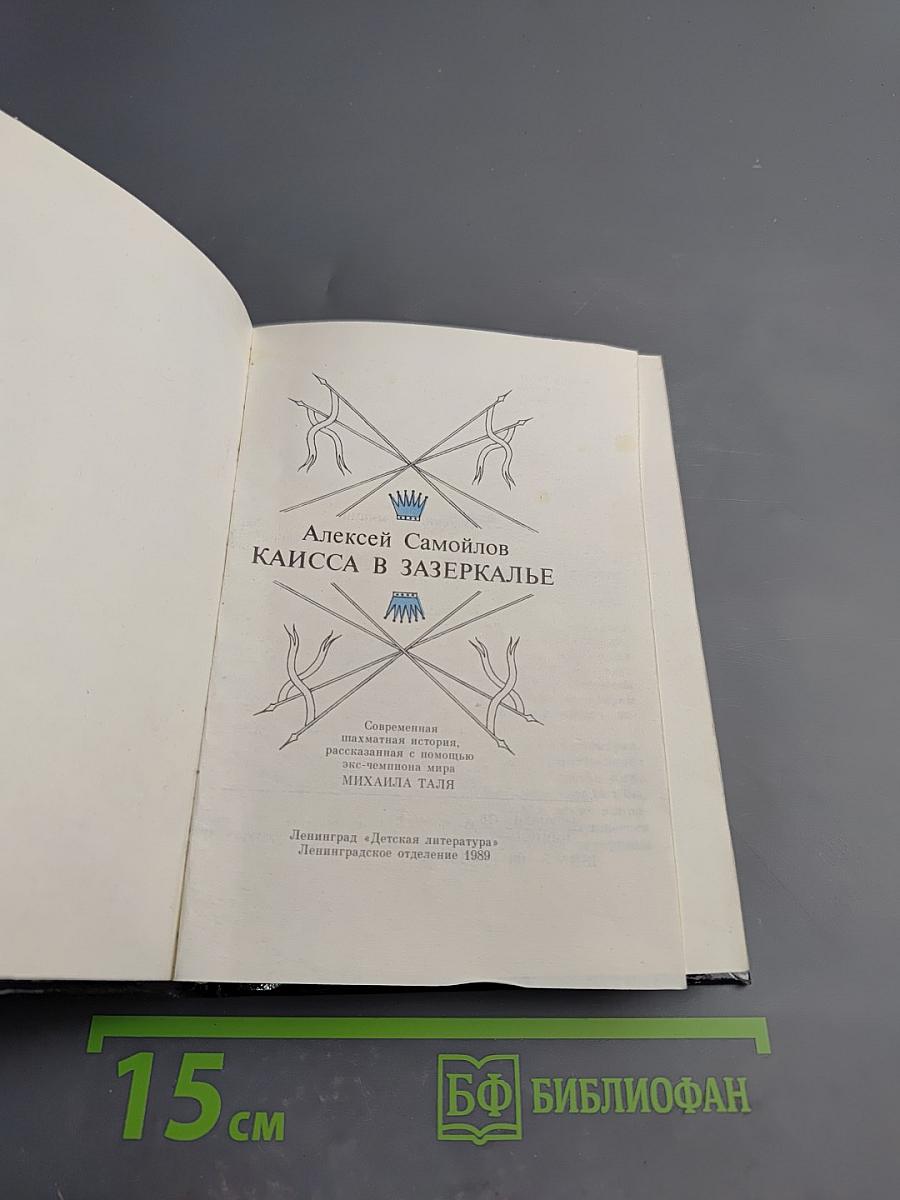 Алексей Самойлов
КАИССА В ЗАЗЕРКАЛЬЕ
Современная
шахматная история,
рассказанная с помощью
экс-чемпиона мира
МИХАИЛА ТАЛЯ
Ленинград «Детская литература»
Ленинградское отделение 1989
15 см
БФ БИБЛИОФАН